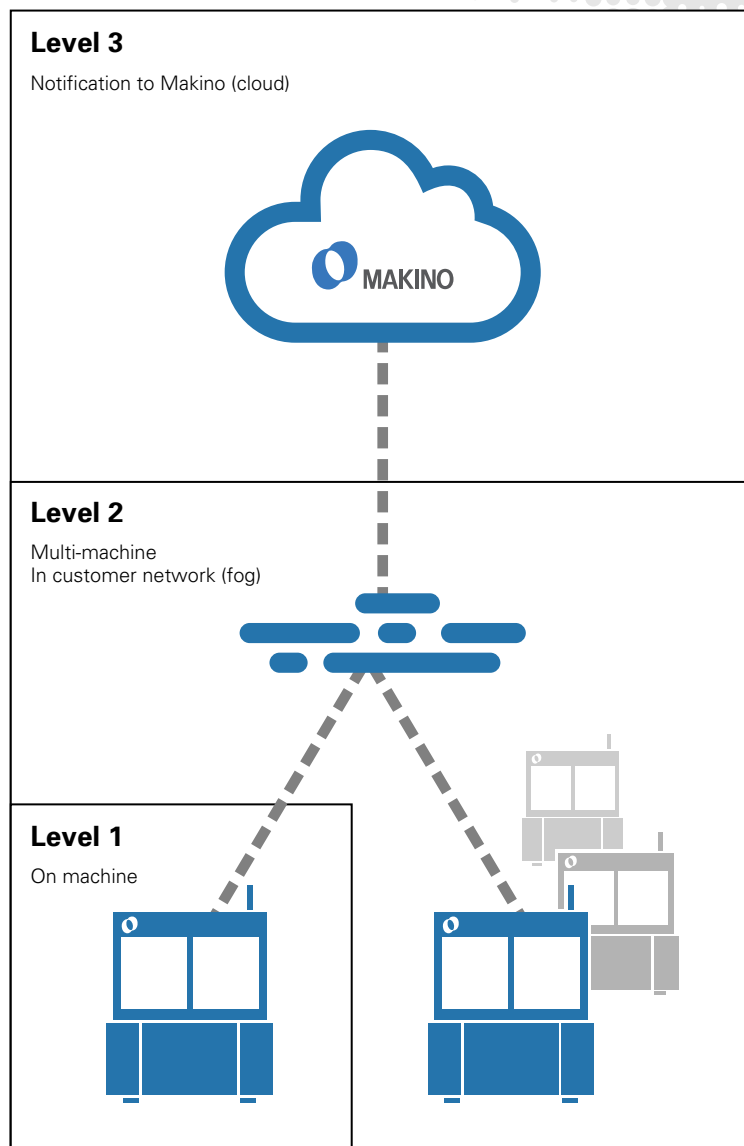 Level 3
Notification to Makino (cloud)
MAKINO
Level 2
Multi-machine
In customer network (fog)
Level 1
On machine